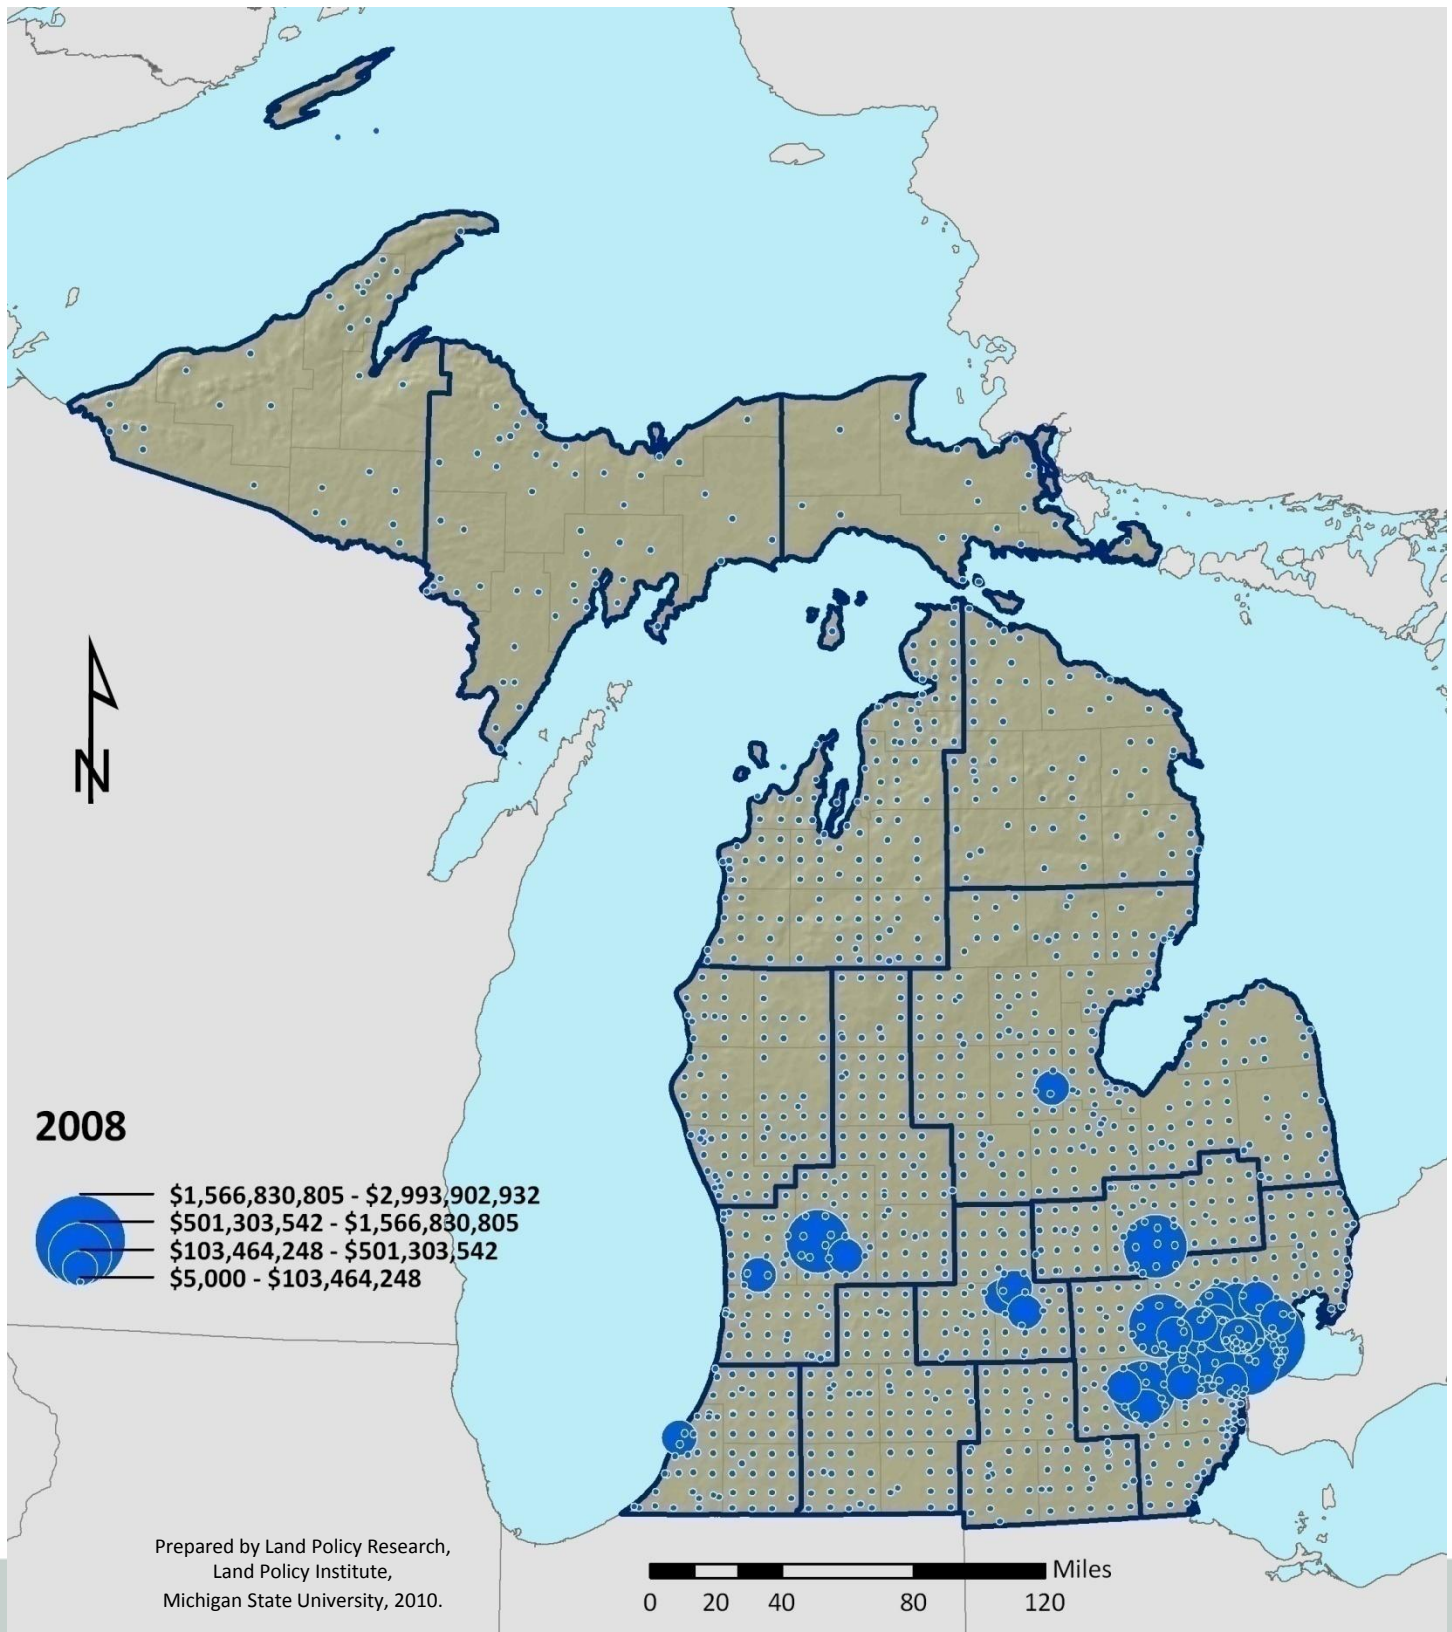 N
2008
$1,566,830,805 - $2,993,902,932
$501,303,542 - $1,566,830,805
$103,464,248 - $501,303,542
$5,000 - $103,464,248
Prepared by Land Policy Research,
Land Policy Institute,
Michigan State University, 2010.
Miles
0 20 40 80 120